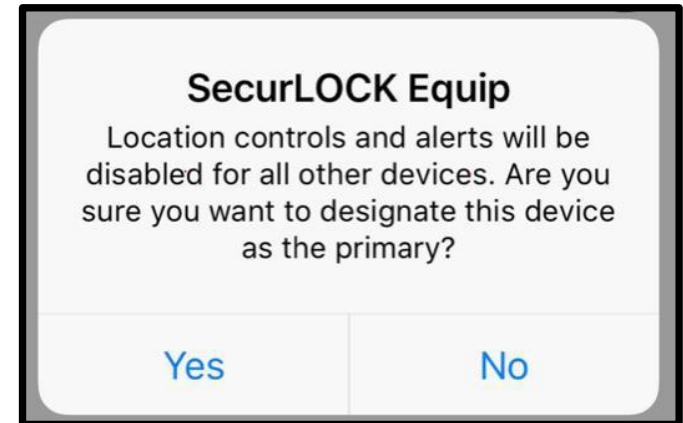 SecurLOCK Equip
Location controls and alerts will be
disabled for all other devices. Are you
sure you want to designate this device
as the primary?
Yes No